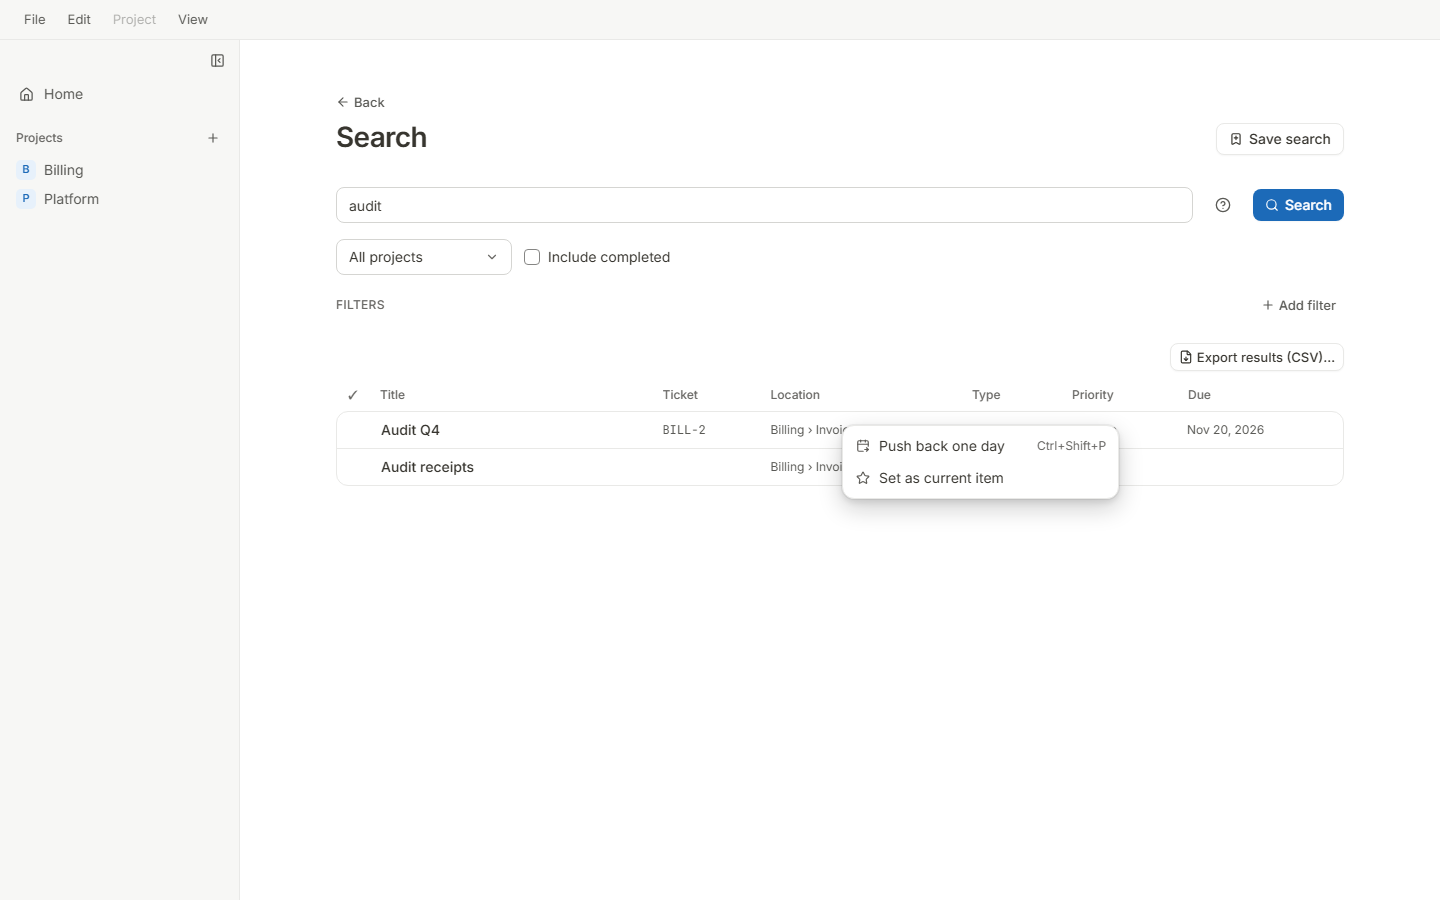 File Edit Project View
Home
Projects
B Billing
P Platform
Back
Search
Save search
audit
Search
All projects
Include completed
FILTERS
Add filter
Export results (CSV)...
✓ Title Ticket Location Type Priority Due
Audit Q4 BILL-2 Billing › Nov 20, 2026
Audit receipts Billing ›
Push back one day Ctrl+Shift+P
Set as current item